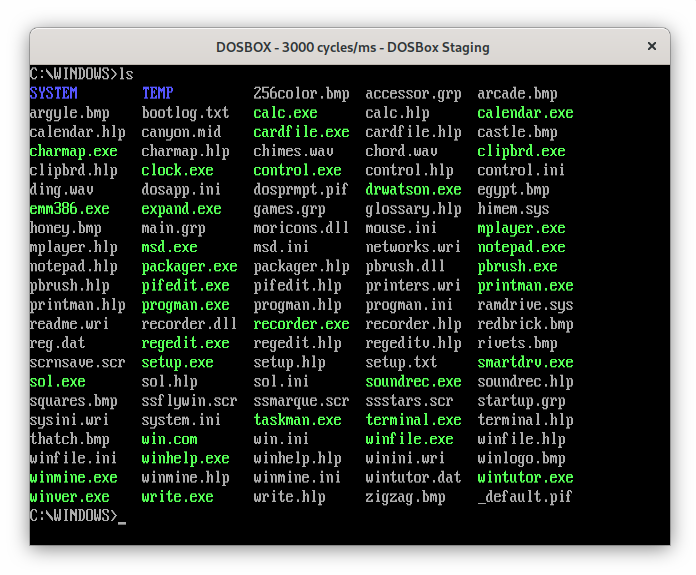 DOSBOX - 3000 cycles/ms - DOSBox Staging ×
C:\WINDOWS>ls
SYSTEM TEMP 256color.bmp accessor.grp arcade.bmp
argyle.bmp bootlog.txt calc.exe calc.hlp calendar.exe
calendar.hlp canyon.mid cardfile.exe cardfile.hlp castle.bmp
charmap.exe charmap.hlp chimes.wav chord.wav clipbrd.exe
clipbrd.hlp clock.exe control.exe control.hlp control.ini
ding.wav dosapp.ini dosprmpt.pif drwatson.exe egypt.bmp
emm386.exe expand.exe games.grp glossary.hlp himem.sys
honey.bmp main.grp moricons.dll mouse.ini mplayer.exe
mplayer.hlp msd.exe msd.ini networks.wri notepad.exe
notepad.hlp packager.exe packager.hlp pbrush.dll pbrush.exe
pbrush.hlp pifedit.exe pifedit.hlp printers.wri printman.exe
printman.hlp progman.exe progman.hlp progman.ini ramdrive.sys
readme.wri recorder.dll recorder.exe recorder.hlp redbrick.bmp
reg.dat regedit.exe regedit.hlp regeditv.hlp rivets.bmp
scrnsave.scr setup.exe setup.hlp setup.txt smartdrv.exe
sol.exe sol.hlp sol.ini soundrec.exe soundrec.hlp
squares.bmp ssflywin.scr ssmarque.scr ssstars.scr startup.grp
sysini.wri system.ini taskman.exe terminal.exe terminal.hlp
thatch.bmp win.com win.ini winfile.exe winfile.hlp
winfile.ini winhelp.exe winhelp.hlp winini.wri winlogo.bmp
winmine.exe winmine.hlp winmine.ini wintutor.dat wintutor.exe
winver.exe write.exe write.hlp zigzag.bmp _default.pif
C:\WINDOWS>_